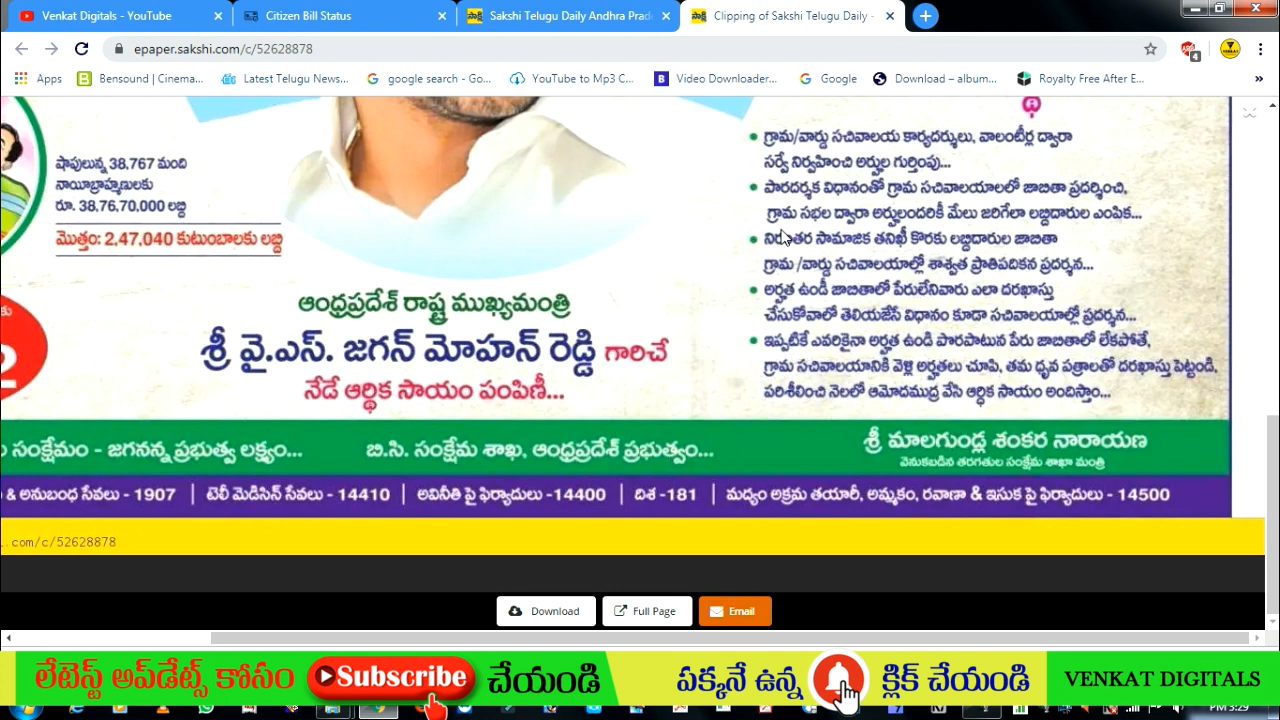 Venkat Digitals - YouTube
Citizen Bill Status
Sakshi Telugu Daily Andhra Prad
Clipping of Sakshi Telugu Daily -
epaper.sakshi.com/c/52628878
Apps
Bensound | Cinema...
Latest Telugu News...
google search - Go...
YouTube to Mp3 C...
Video Downloader...
Google
Download – album...
Royalty Free After E...
షాపులున్న 38,767 మంది
నాయీబ్రాహ్మణులకు
రూ. 38,76,70,000 లబ్ది
మొత్తం: 2,47,040 కుటుంబాలకు లబ్ది
ఆంధ్రప్రదేశ్ రాష్ట్ర ముఖ్యమంత్రి
శ్రీ వై.ఎస్. జగన్ మోహన్ రెడ్డి గారిచే
నేడే ఆర్థిక సాయం పంపిణీ...
• గ్రామ/వార్డు సచివాలయ కార్యదర్శులు, వాలంటీర్ల ద్వారా
సర్వే నిర్వహించి అర్హుల గుర్తింపు...
• పారదర్శక విధానంతో గ్రామ సచివాలయాలలో జాబితా ప్రదర్శించి,
గ్రామ సభల ద్వారా అర్హులందరికీ మేలు జరిగేలా లబ్దిదారుల ఎంపిక...
• నిరంతర సామాజిక తనిఖీ కొరకు లబ్దిదారుల జాబితా
గ్రామ /వార్డు సచివాలయాల్లో శాశ్వత ప్రాతిపదికన ప్రదర్శన...
• అర్హత ఉండీ జాబితాలో పేరులేనివారు ఎలా దరఖాస్తు
చేసుకోవాలో తెలియజేసే విధానం కూడా సచివాలయాల్లో ప్రదర్శన...
• ఇప్పటికే ఎవరికైనా అర్హత ఉండి పొరపాటున పేరు జాబితాలో లేకపోతే,
గ్రామ సచివాలయానికి వెళ్లి అర్హతలు చూపి, తమ ధృవ పత్రాలతో దరఖాస్తు పెట్టండి,
పరిశీలించి నెలలో ఆమోదముద్ర వేసి ఆర్ధిక సాయం అందిస్తాం...
సంక్షేమం - జగనన్న ప్రభుత్వ లక్ష్యం...
బి.సి. సంక్షేమ శాఖ, ఆంధ్రప్రదేశ్ ప్రభుత్వం...
శ్రీ మాలగుండ్ల శంకర నారాయణ
వెనుకబడిన తరగతుల సంక్షేమ శాఖా మంత్రి
& అనుబంధ సేవలు - 1907 | టెలీ మెడిసిన్ సేవలు - 14410 | అవినీతి పై ఫిర్యాదులు -14400 | దిశ -181 | మద్యం అక్రమ తయారీ, అమ్మకం, రవాణా & ఇసుక పై ఫిర్యాదులు - 14500
.com/c/52628878
Download
Full Page
Email
లేటెస్ట్ అప్‌డేట్స్ కోసం Subscribe చేయండి
పక్కనే ఉన్న క్లిక్ చేయండి
VENKAT DIGITALS
PM 3:29